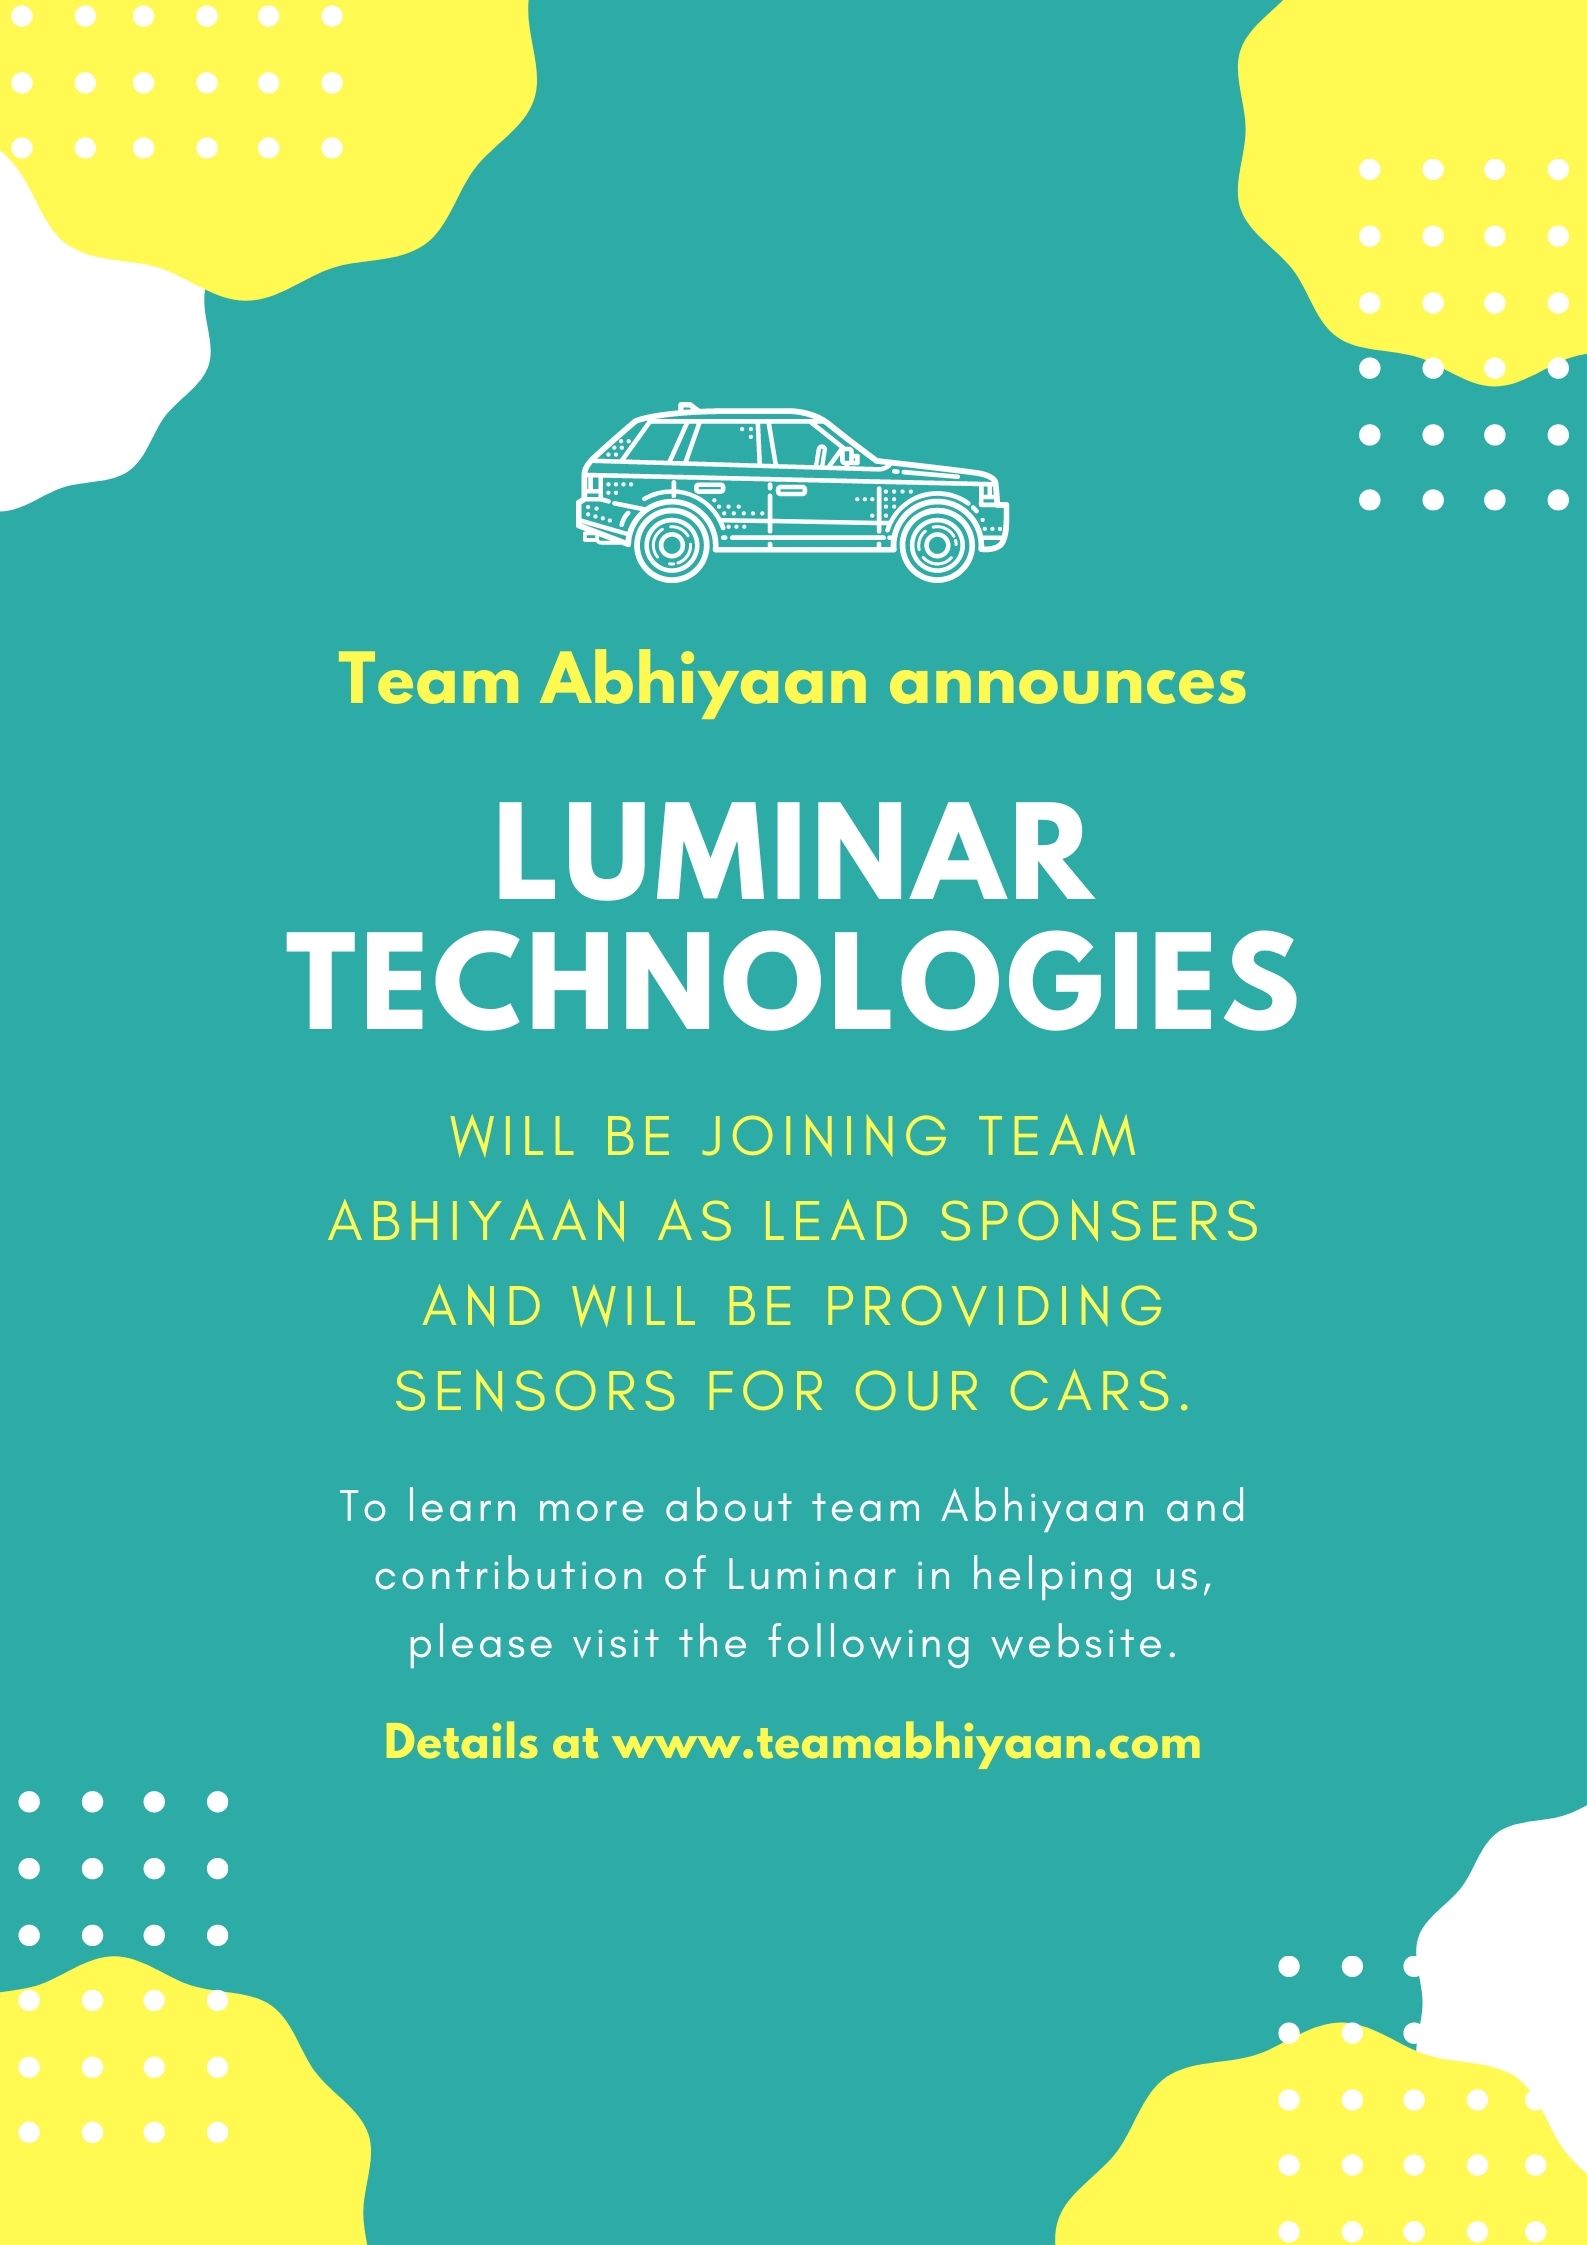 Team Abhiyaan announces
LUMINAR
TECHNOLOGIES
WILL BE JOINING TEAM
ABHIYAAN AS LEAD SPONSERS
AND WILL BE PROVIDING
SENSORS FOR OUR CARS.
To learn more about team Abhiyaan and
contribution of Luminar in helping us,
please visit the following website.
Details at www.teamabhiyaan.com